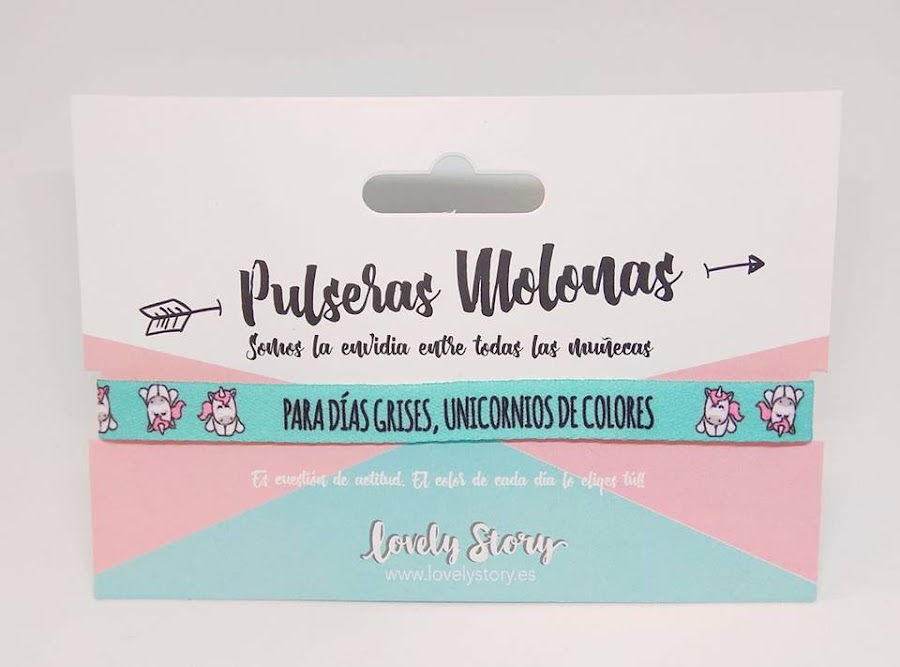 Pulseras Molonas
Somos la envidia entre todas las muñecas
PARA DÍAS GRISES, UNICORNIOS DE COLORES
Es cuestión de actitud. El color de cada día lo eliges tú!!
lovely Story
www.lovelystory.es